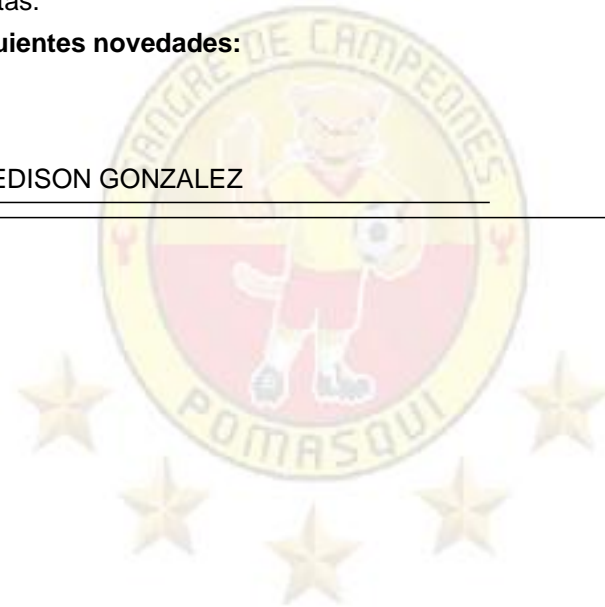 tas.
uientes novedades:
SANGRE DE CAMPEONES
EDISON GONZALEZ
POMASQUI